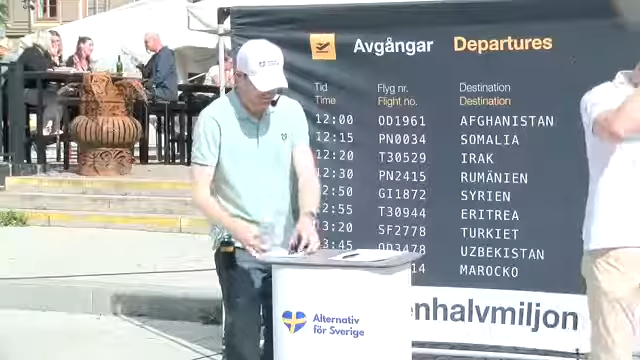 Avgångar Departures
Tid Flyg nr. Destination
Time Flight no. Destination
12:00 OD1961 AFGHANISTAN
12:15 PN0034 SOMALIA
12:20 T30529 IRAK
12:30 PN2415 RUMÄNIEN
12:50 GI1872 SYRIEN
12:55 T30944 ERITREA
13:20 SF2778 TURKIET
3:45 OD3478 UZBEKISTAN
14 MAROCKO
enhalvmiljon
Alternativ
för Sverige